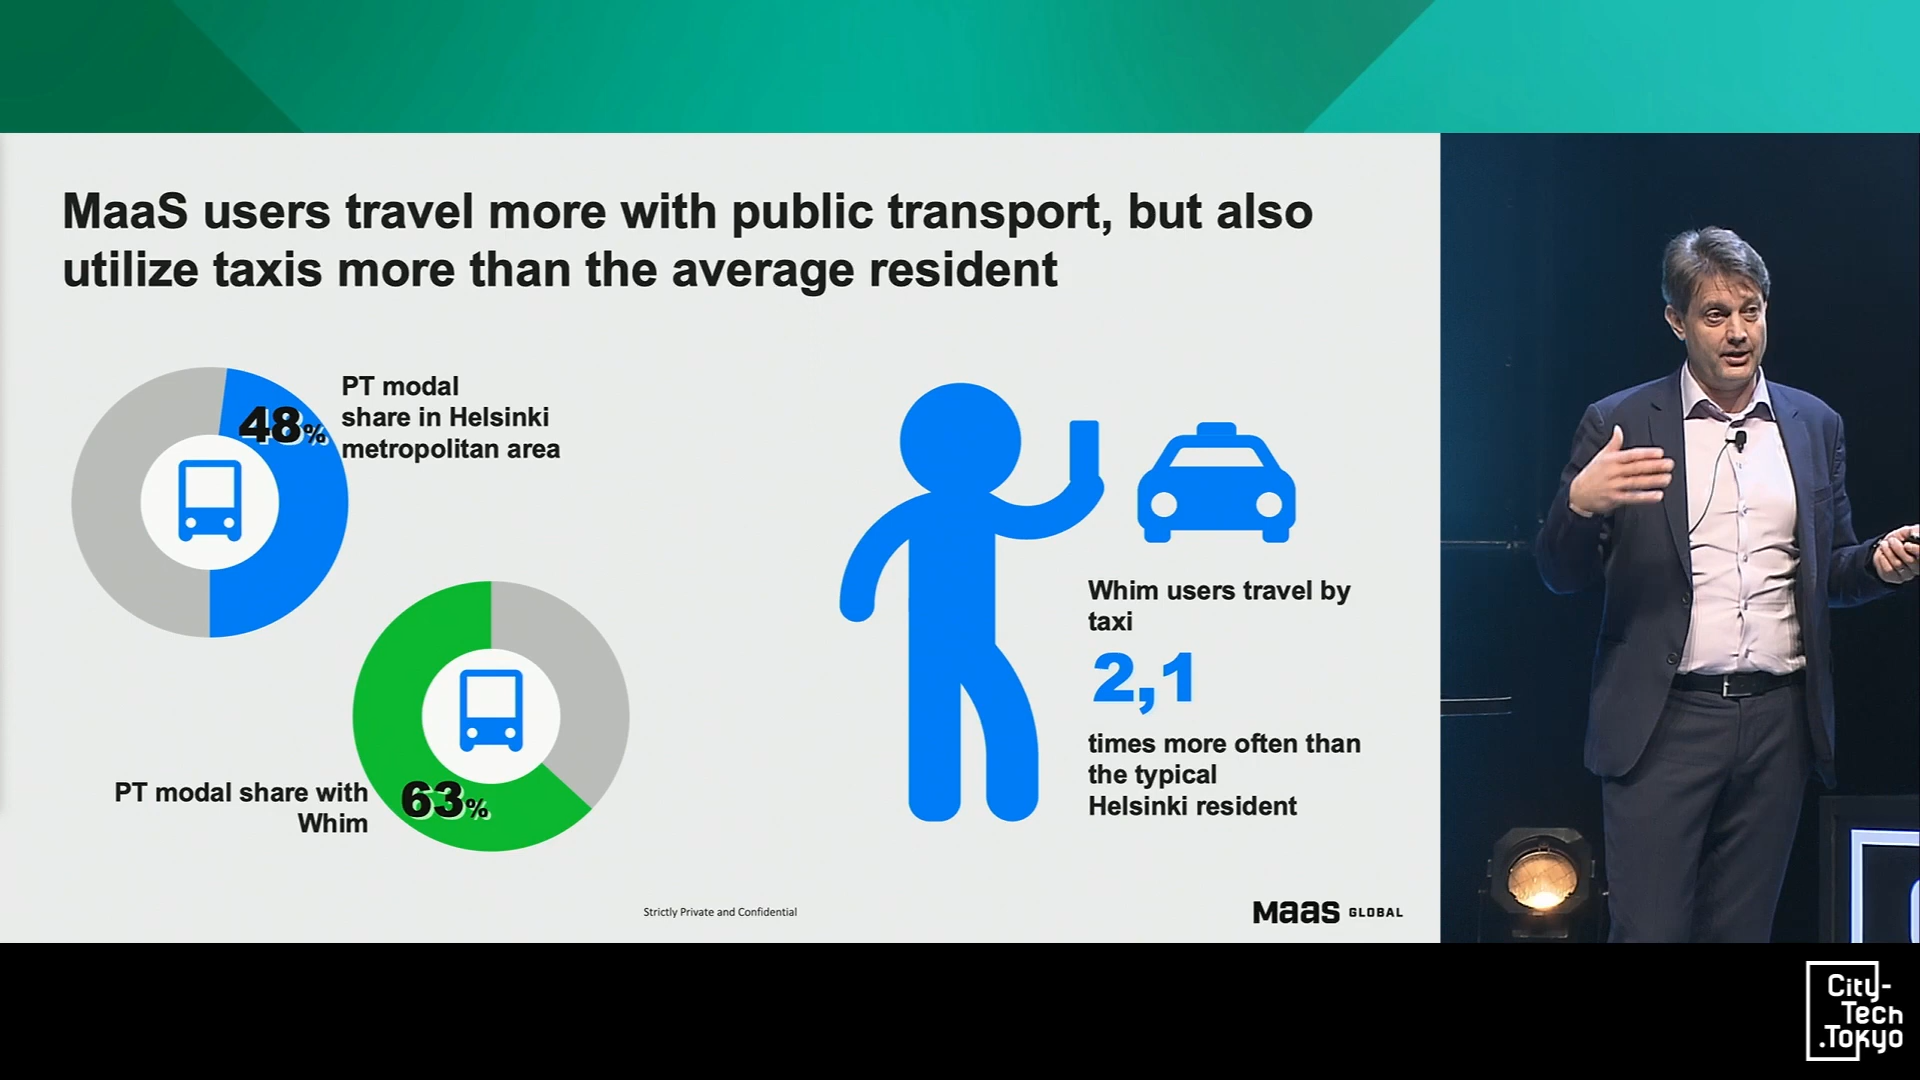 MaaS users travel more with public transport, but also
utilize taxis more than the average resident
48%
PT modal
share in Helsinki
metropolitan area
PT modal share with
Whim
63%
Whim users travel by
taxi
2,1
times more often than
the typical
Helsinki resident
Strictly Private and Confidential
MaaS GLOBAL
City-
Tech
.Tokyo